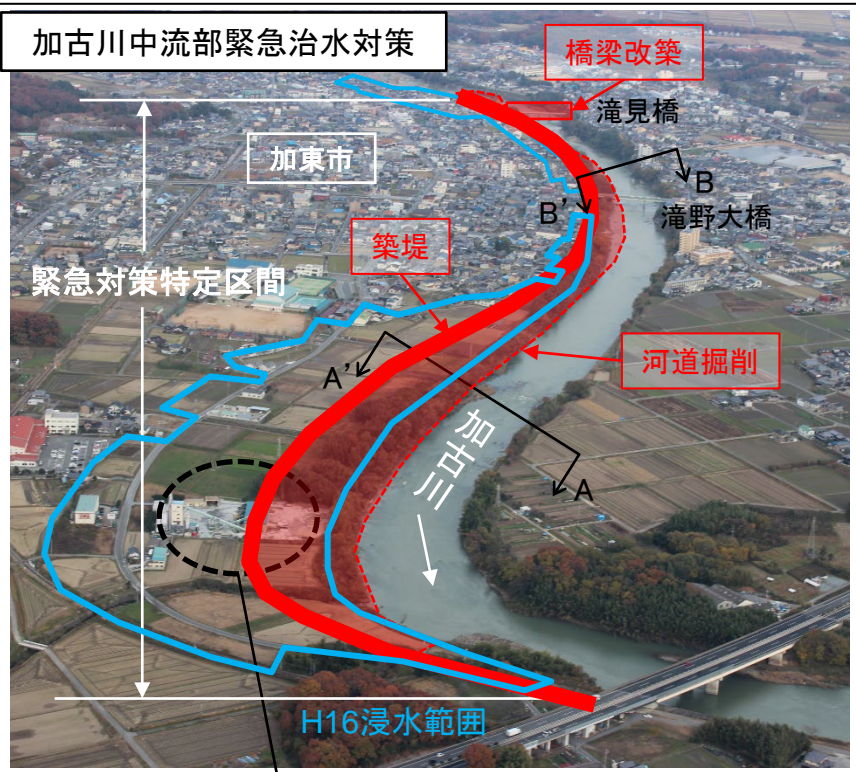 加古川中流部緊急治水対策
橋梁改築
滝見橋
加東市
B
B'
滝野大橋
築堤
緊急対策特定区間
河道掘削
A'
加古川
A
H16浸水範囲